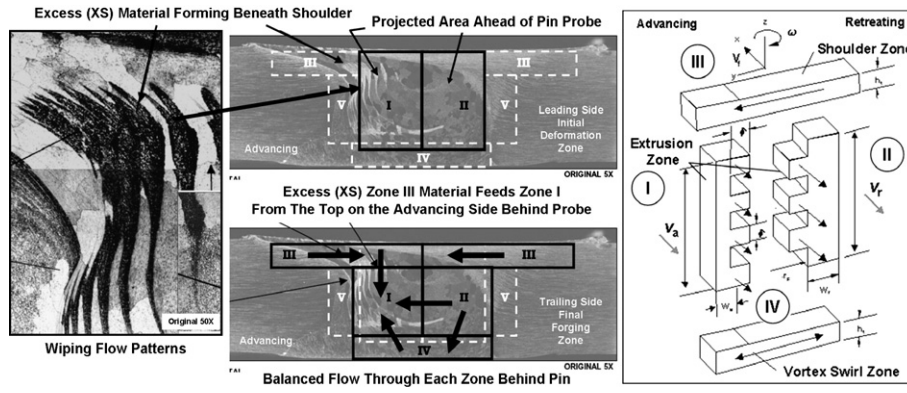 Excess (XS) Material Forming Beneath Shoulder
Projected Area Ahead of Pin Probe
III
V
I
II
V
IV
Leading Side
Initial
Deformation
Zone
Advancing
ORIGINAL 5X
Excess (XS) Zone III Material Feeds Zone I
From The Top on the Advancing Side Behind Probe
III
III
V
I
II
V
IV
Trailing Side
Final
Forging
Zone
Advancing
ORIGINAL 5X
Balanced Flow Through Each Zone Behind Pin
Original 50X
Wiping Flow Patterns
Advancing
Retreating
z
ω
x
y
Shoulder Zone
III
Extrusion
Zone
I
II
Va
Vr
IV
Vortex Swirl Zone